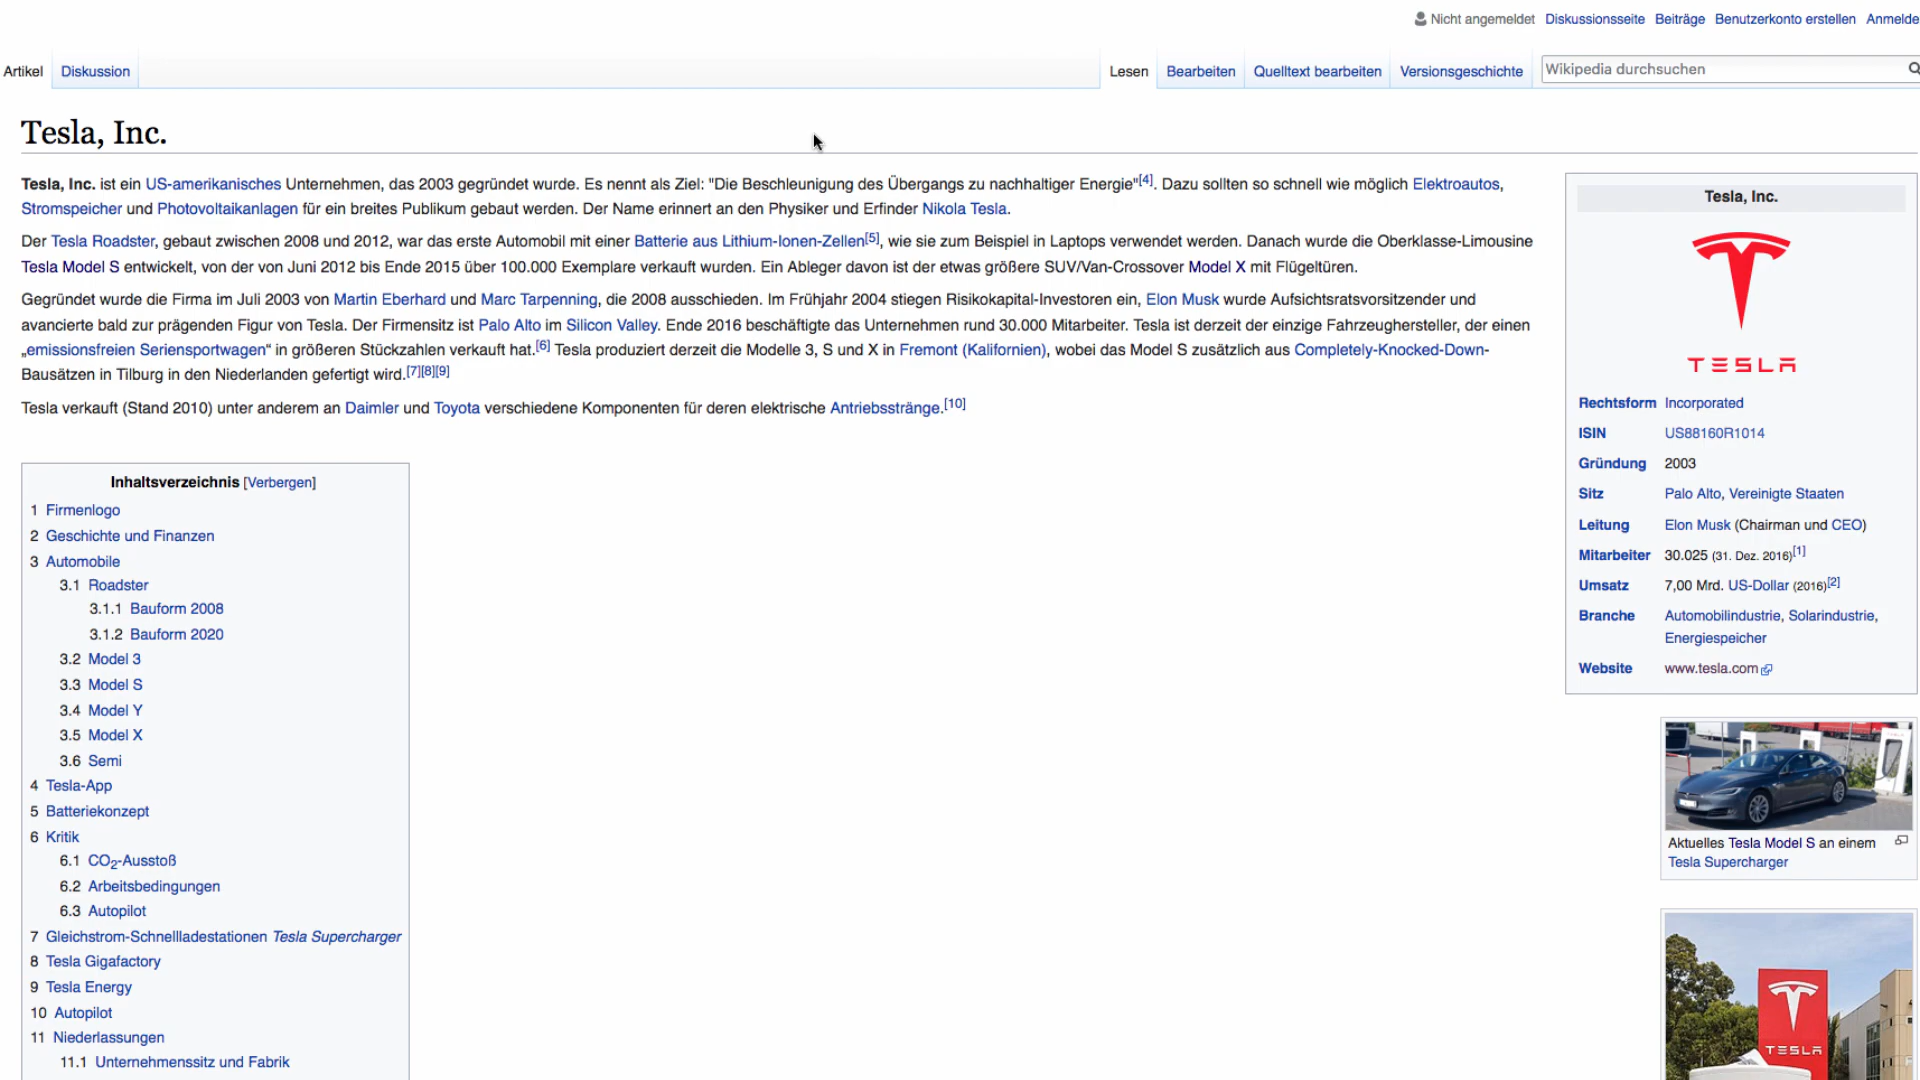 Nicht angemeldet Diskussionsseite Beiträge Benutzerkonto erstellen Anmelde
Artikel Diskussion Lesen Bearbeiten Quelltext bearbeiten Versionsgeschichte Wikipedia durchsuchen
Tesla, Inc.
Tesla, Inc. ist ein US-amerikanisches Unternehmen, das 2003 gegründet wurde. Es nennt als Ziel: "Die Beschleunigung des Übergangs zu nachhaltiger Energie"[4]. Dazu sollten so schnell wie möglich Elektroautos,
Stromspeicher und Photovoltaikanlagen für ein breites Publikum gebaut werden. Der Name erinnert an den Physiker und Erfinder Nikola Tesla.
Der Tesla Roadster, gebaut zwischen 2008 und 2012, war das erste Automobil mit einer Batterie aus Lithium-Ionen-Zellen[5], wie sie zum Beispiel in Laptops verwendet werden. Danach wurde die Oberklasse-Limousine
Tesla Model S entwickelt, von der von Juni 2012 bis Ende 2015 über 100.000 Exemplare verkauft wurden. Ein Ableger davon ist der etwas größere SUV/Van-Crossover Model X mit Flügeltüren.
Gegründet wurde die Firma im Juli 2003 von Martin Eberhard und Marc Tarpenning, die 2008 ausschieden. Im Frühjahr 2004 stiegen Risikokapital-Investoren ein, Elon Musk wurde Aufsichtsratsvorsitzender und
avancierte bald zur prägenden Figur von Tesla. Der Firmensitz ist Palo Alto im Silicon Valley. Ende 2016 beschäftigte das Unternehmen rund 30.000 Mitarbeiter. Tesla ist derzeit der einzige Fahrzeughersteller, der einen
„emissionsfreien Seriensportwagen“ in größeren Stückzahlen verkauft hat.[6] Tesla produziert derzeit die Modelle 3, S und X in Fremont (Kalifornien), wobei das Model S zusätzlich aus Completely-Knocked-Down-
Bausätzen in Tilburg in den Niederlanden gefertigt wird.[7][8][9]
Tesla verkauft (Stand 2010) unter anderem an Daimler und Toyota verschiedene Komponenten für deren elektrische Antriebsstränge.[10]
Inhaltsverzeichnis [Verbergen]
1 Firmenlogo
2 Geschichte und Finanzen
3 Automobile
3.1 Roadster
3.1.1 Bauform 2008
3.1.2 Bauform 2020
3.2 Model 3
3.3 Model S
3.4 Model Y
3.5 Model X
3.6 Semi
4 Tesla-App
5 Batteriekonzept
6 Kritik
6.1 CO2-Ausstoß
6.2 Arbeitsbedingungen
6.3 Autopilot
7 Gleichstrom-Schnellladestationen Tesla Supercharger
8 Tesla Gigafactory
9 Tesla Energy
10 Autopilot
11 Niederlassungen
11.1 Unternehmenssitz und Fabrik
Tesla, Inc.
TESLA
Rechtsform Incorporated
ISIN US88160R1014
Gründung 2003
Sitz Palo Alto, Vereinigte Staaten
Leitung Elon Musk (Chairman und CEO)
Mitarbeiter 30.025 (31. Dez. 2016)[1]
Umsatz 7,00 Mrd. US-Dollar (2016)[2]
Branche Automobilindustrie, Solarindustrie,
Energiespeicher
Website www.tesla.com
Aktuelles Tesla Model S an einem
Tesla Supercharger
TESLA